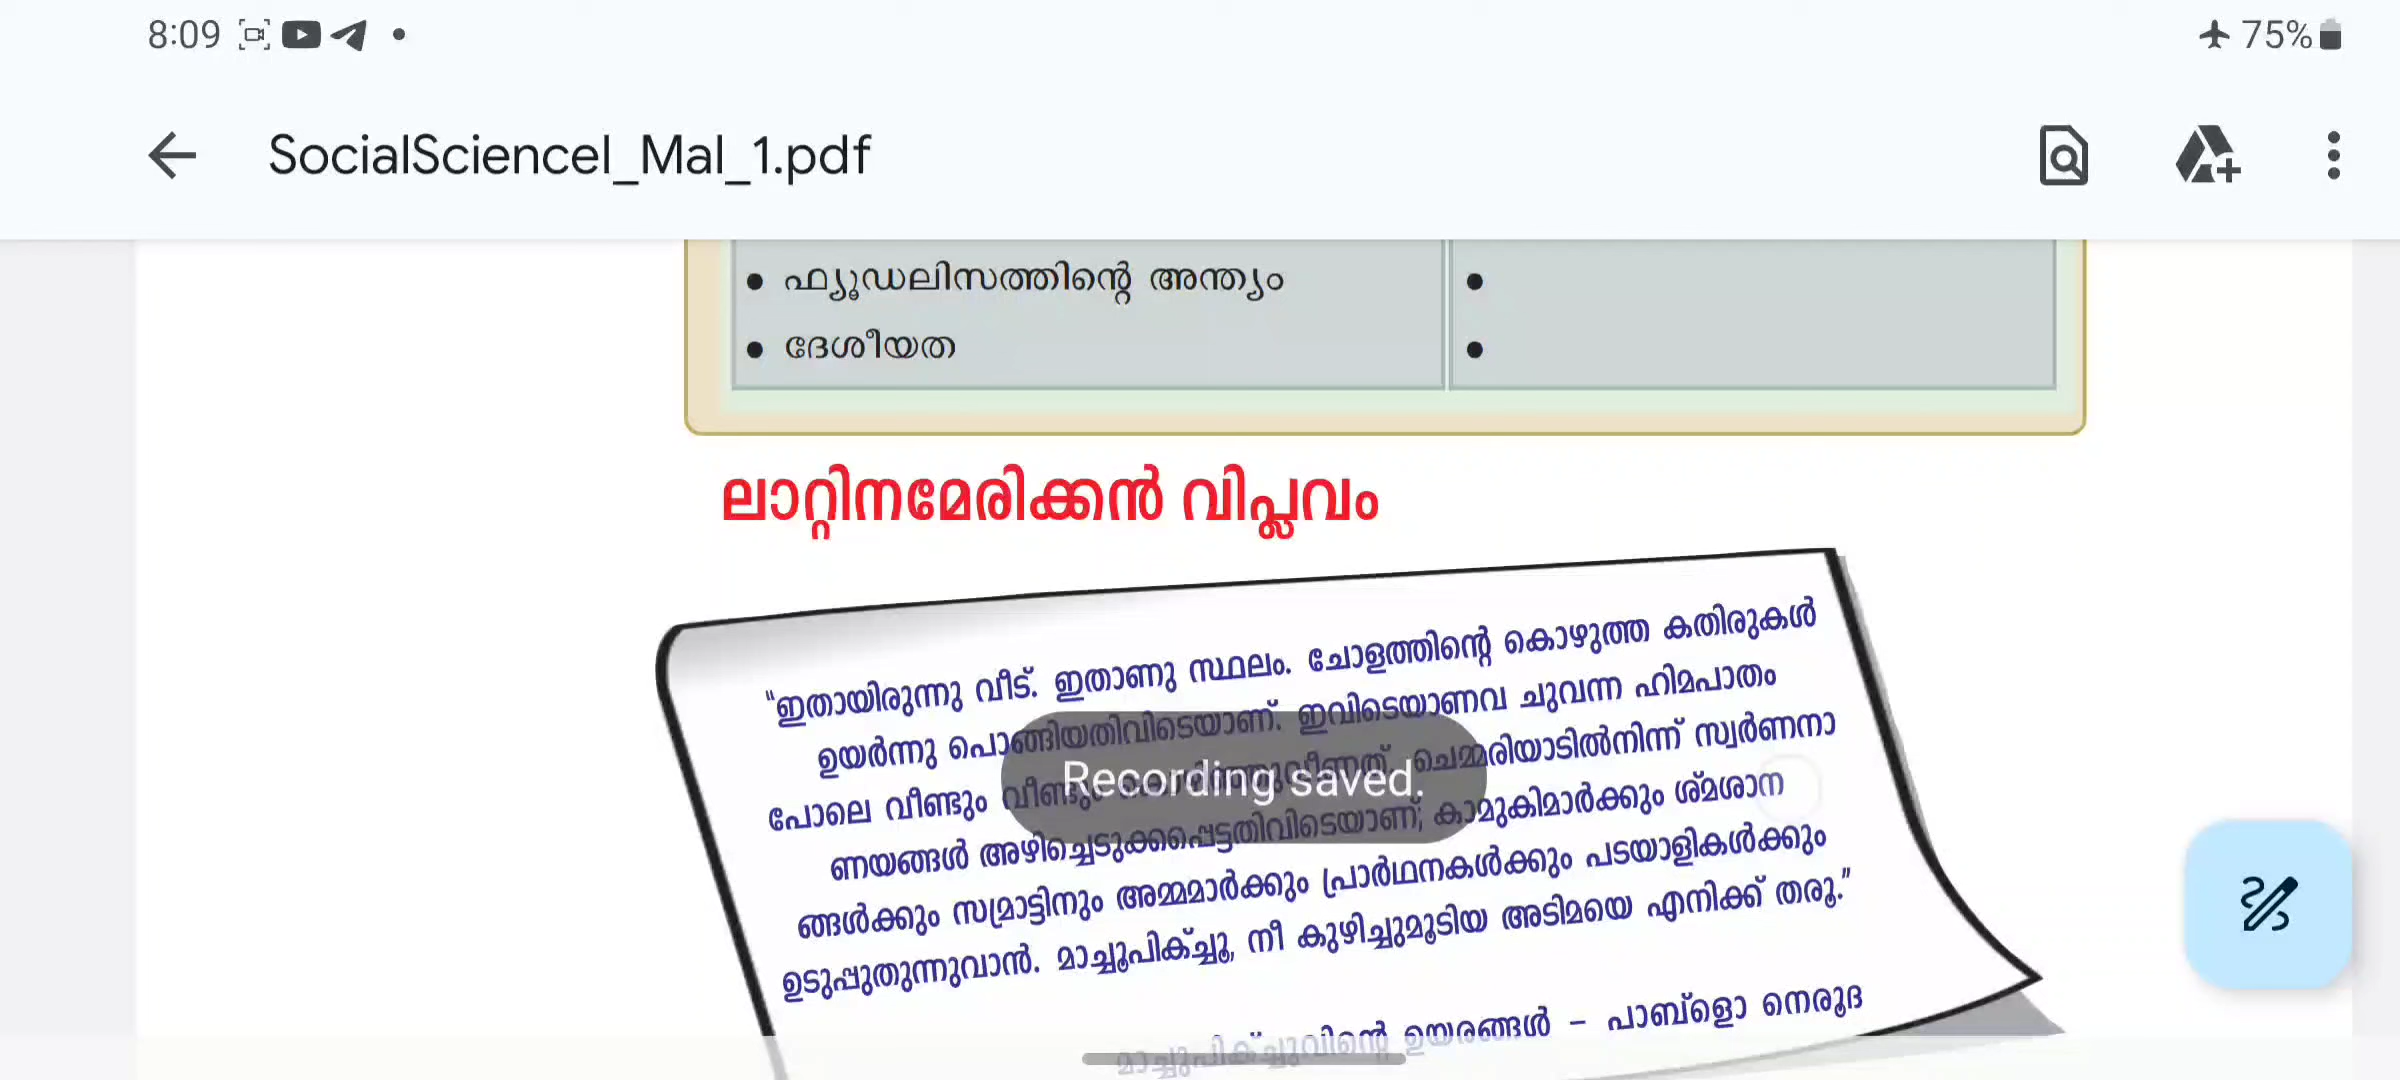 8:09
75%
SocialScienceI_Mal_1.pdf
• ഫ്യൂഡലിസത്തിന്റെ അന്ത്യം
• ദേശീയത
ലാറ്റിനമേരിക്കൻ വിപ്ലവം
"ഇതായിരുന്നു വീട്. ഇതാണു സ്ഥലം. ചോളത്തിന്റെ കൊഴുത്ത കതിരുകൾ
ഉയർന്നു പൊങ്ങിയതിവിടെയാണ്. ഇവിടെയാണവ ചുവന്ന ഹിമപാതം
പോലെ വീണ്ടും വീണ്ടും കൊഴിഞ്ഞുവീണത്. ചെമ്മരിയാടിൽനിന്ന് സ്വർണനാ
ണയങ്ങൾ അഴിച്ചെടുക്കപ്പെട്ടതിവിടെയാണ്; കാമുകിമാർക്കും ശ്മശാന
ങ്ങൾക്കും സമ്രാട്ടിനും അമ്മമാർക്കും പ്രാർഥനകൾക്കും പടയാളികൾക്കും
ഉടുപ്പുതുന്നുവാൻ. മാച്ചൂപിക്ച്ചൂ, നീ കുഴിച്ചുമൂടിയ അടിമയെ എനിക്ക് തരൂ."
മാച്ചുപിക്ച്ചുവിന്റെ ഉയരങ്ങൾ – പാബ്ളൊ നെരൂദ
Recording saved.